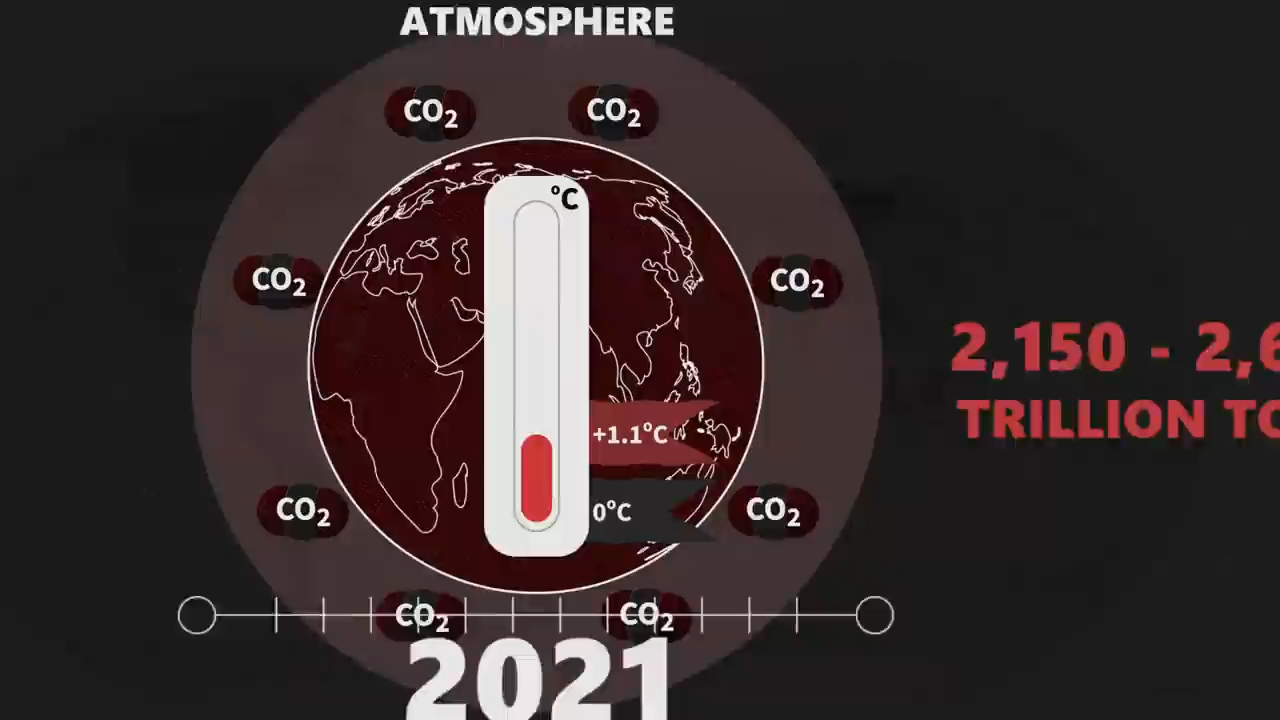 ATMOSPHERE
CO₂ CO₂
°C
CO₂ CO₂
2,150 - 2,6
TRILLION TO
+1.1°C
0°C
CO₂ CO₂
CO₂ CO₂
2021